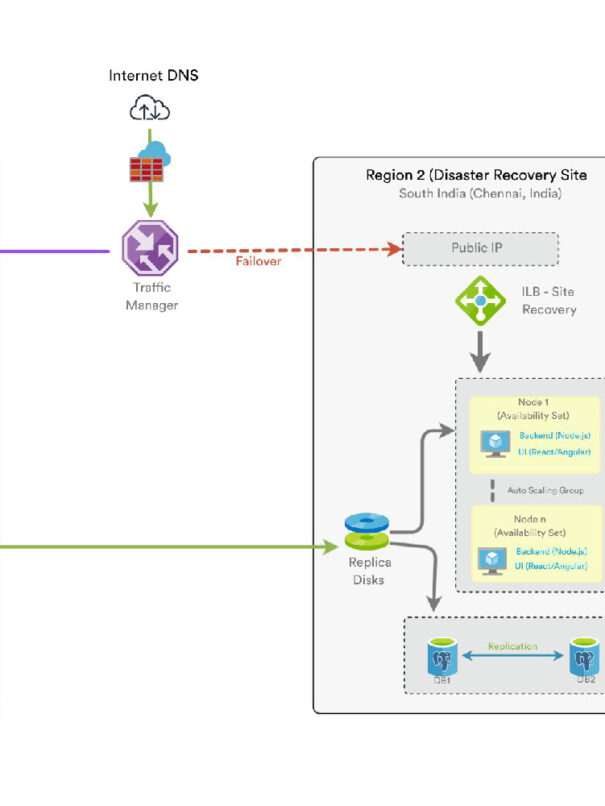 Internet DNS
Traffic
Manager
Failover
Region 2 (Disaster Recovery Site
South India (Chennai, India)
Public IP
ILB - Site
Recovery
Node 1
(Availability Set)
Backend (Node.js)
UI (React/Angular)
Auto Scaling Group
Node n
(Availability Set)
Backend (Node.js)
UI (React/Angular)
Replica
Disks
Replication
DB1
DB2